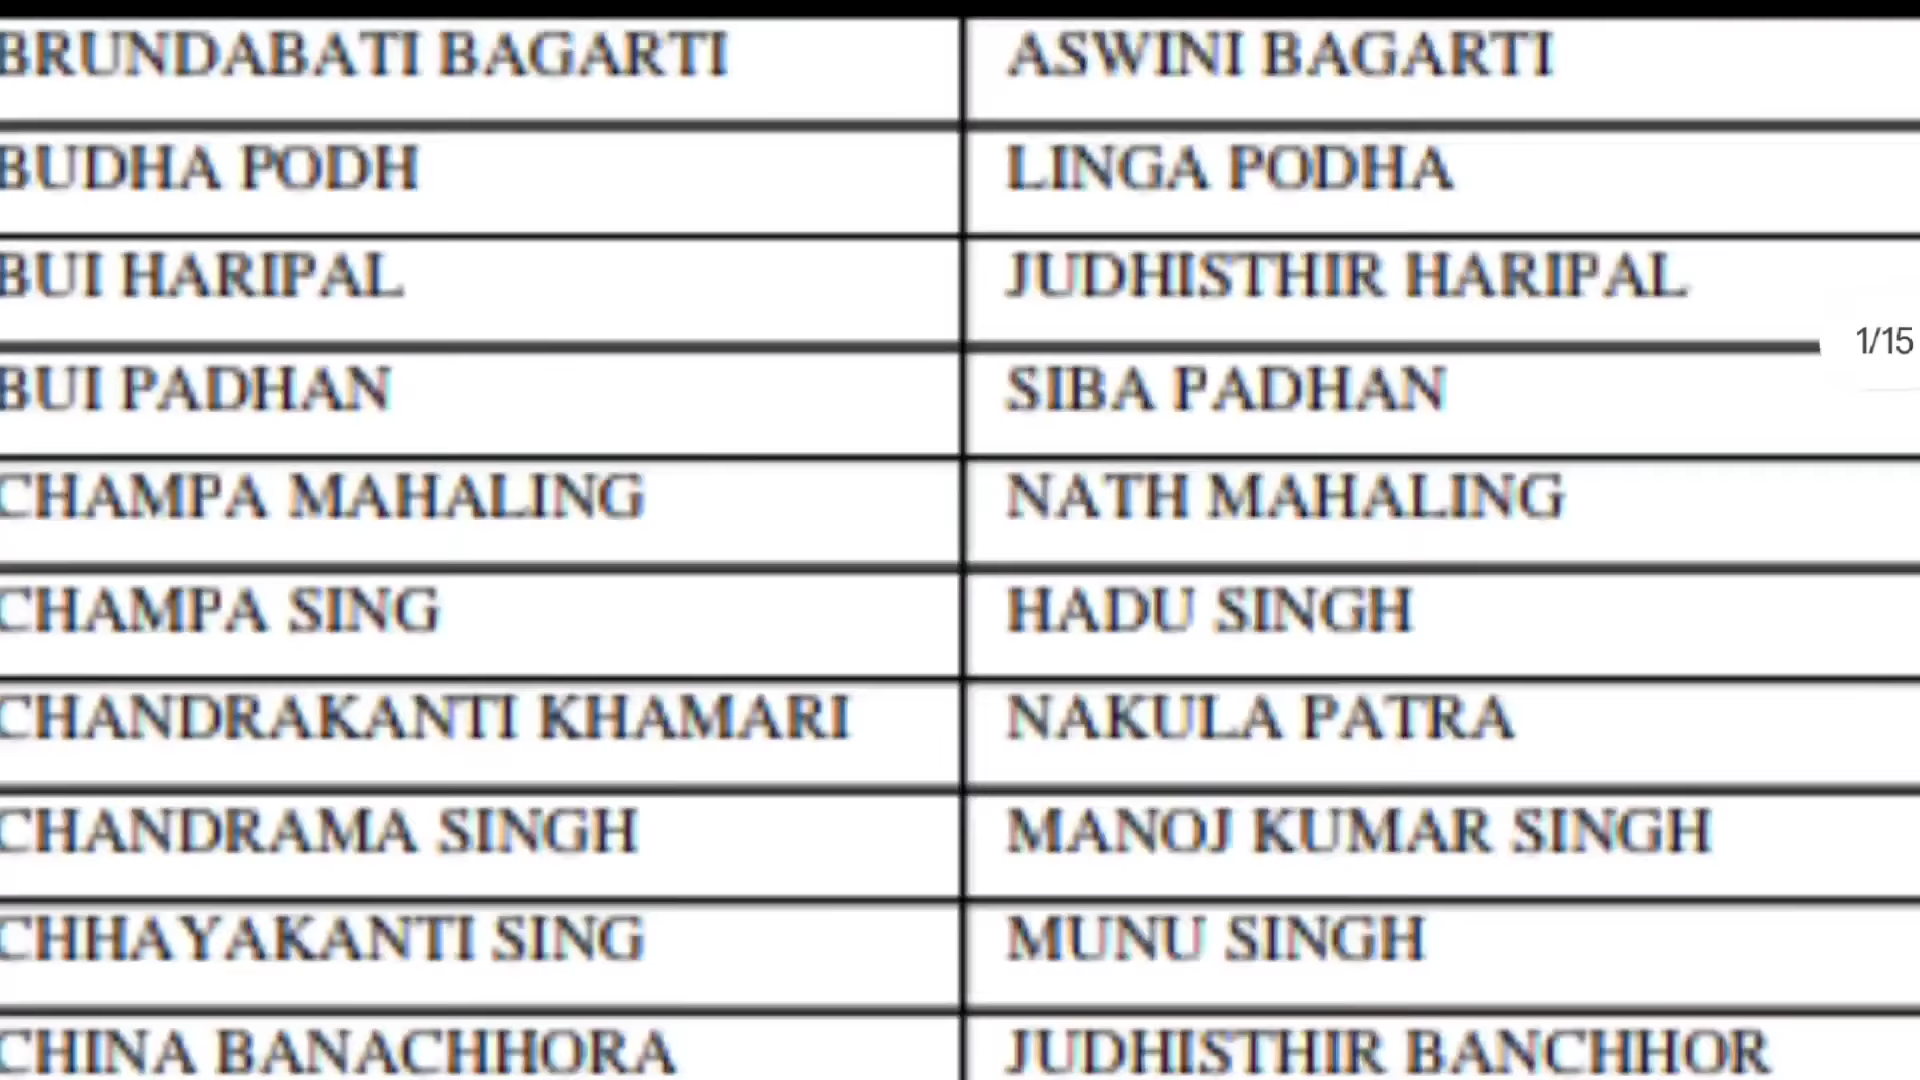 BRUNDABATI BAGARTI ASWINI BAGARTI
BUDHA PODH LINGA PODHA
BUI HARIPAL JUDHISTHIR HARIPAL
1/15
BUI PADHAN SIBA PADHAN
CHAMPA MAHALING NATH MAHALING
CHAMPA SING HADU SINGH
CHANDRAKANTI KHAMARI NAKULA PATRA
CHANDRAMA SINGH MANOJ KUMAR SINGH
CHHAYAKANTI SING MUNU SINGH
CHINA BANACHHORA JUDHISTHIR BANCHHOR